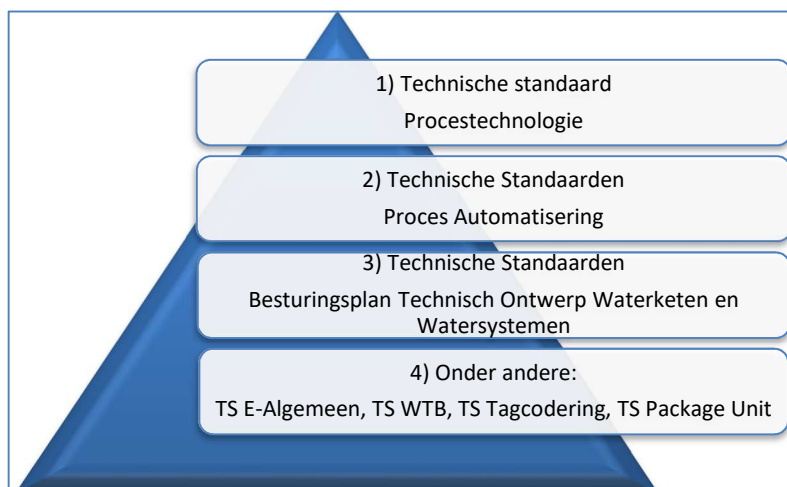 1) Technische standaard
Procestechnologie
2) Technische Standaarden
Proces Automatisering
3) Technische Standaarden
Besturingsplan Technisch Ontwerp Waterketen en
Watersystemen
4) Onder andere:
TS E-Algemeen, TS WTB, TS Tagcodering, TS Package Unit